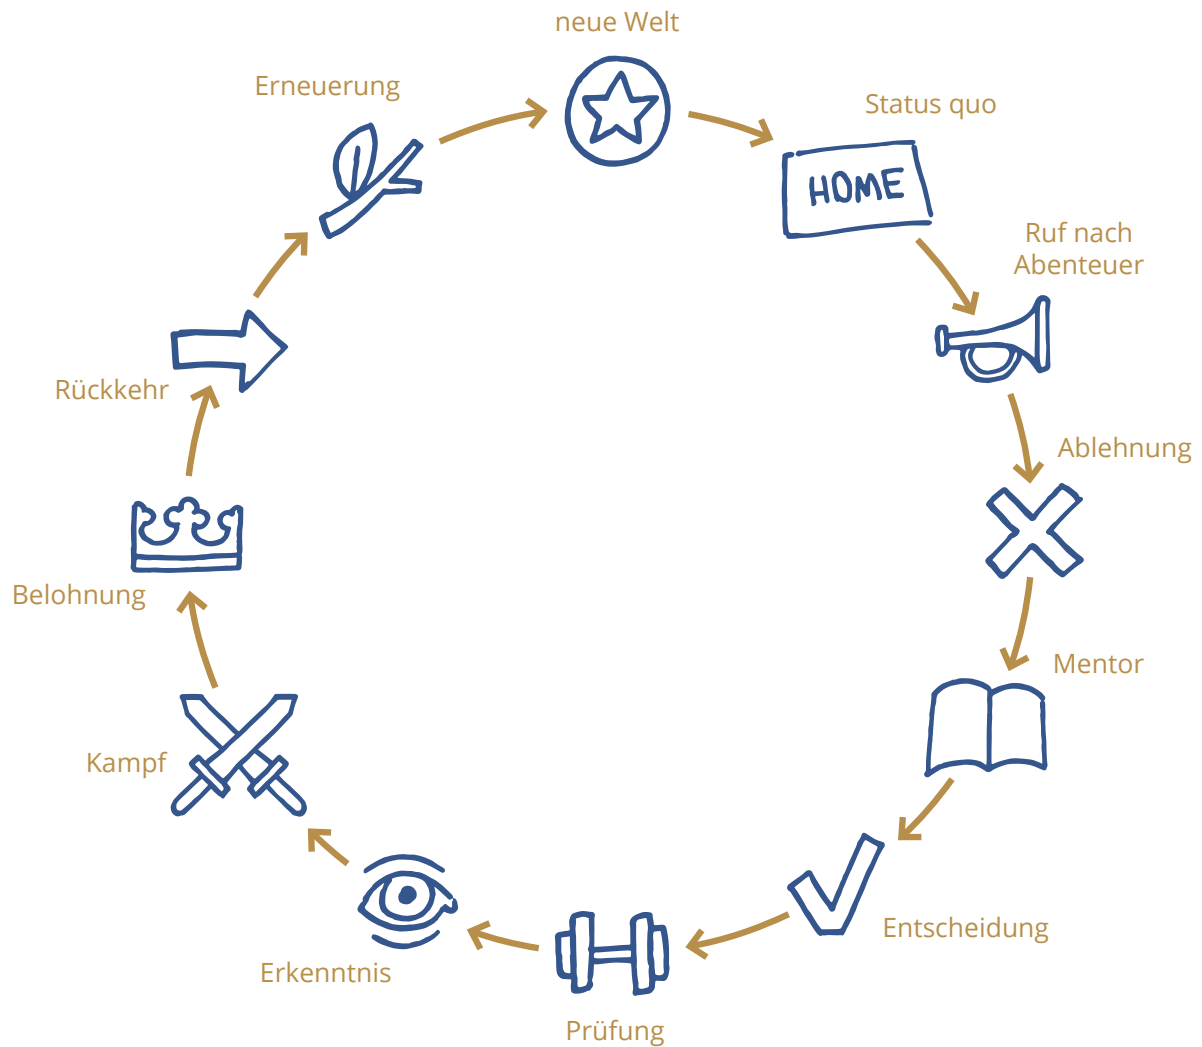 neue Welt
Status quo
HOME
Ruf nach
Abenteuer
Ablehnung
Mentor
Entscheidung
Prüfung
Erkenntnis
Kampf
Belohnung
Rückkehr
Erneuerung